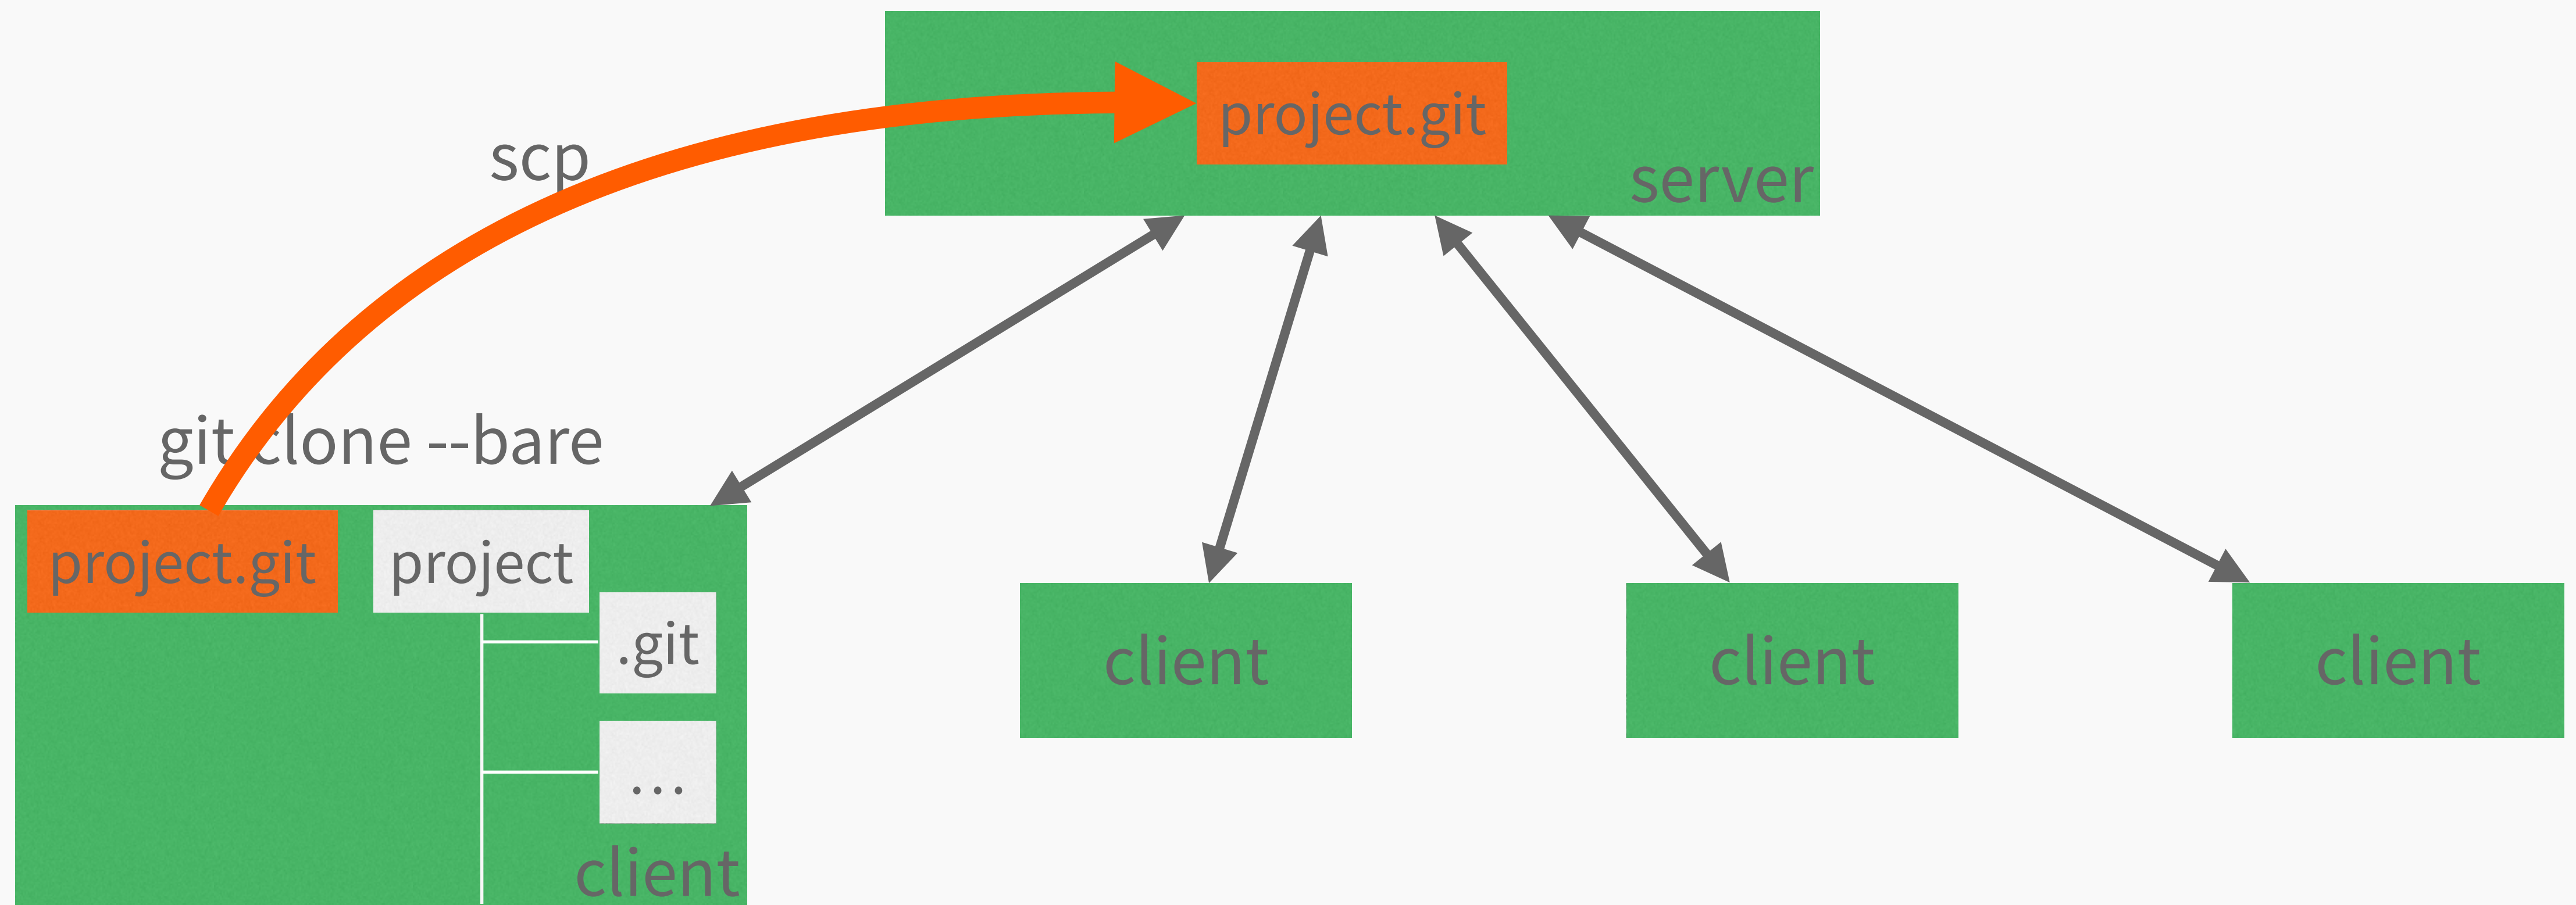 project.git
server
scp
git clone --bare
project.git
project
.git
...
client
client
client
client